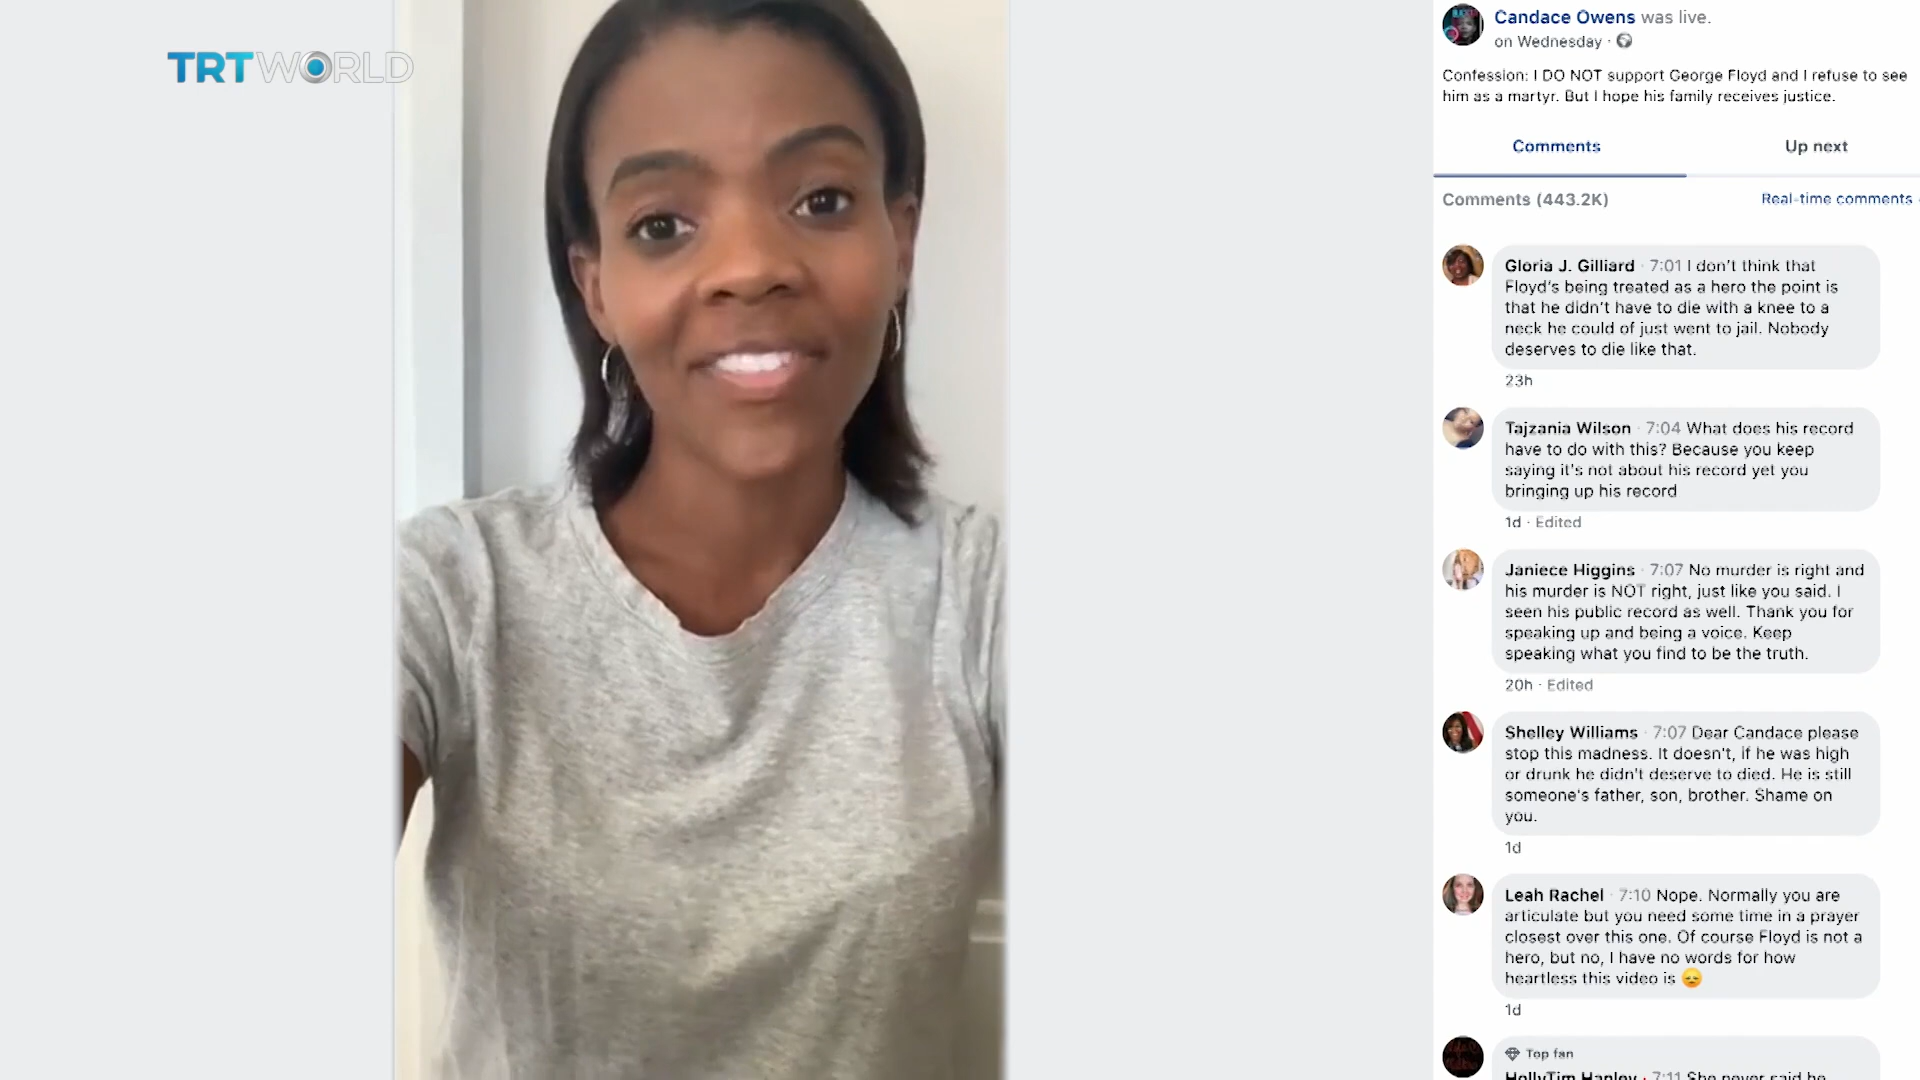 TRT WORLD
Candace Owens was live.
on Wednesday ·
Confession: I DO NOT support George Floyd and I refuse to see
him as a martyr. But I hope his family receives justice.
Comments Up next
Comments (443.2K) Real-time comments
Gloria J. Gilliard · 7:01 I don't think that
Floyd's being treated as a hero the point is
that he didn't have to die with a knee to a
neck he could of just went to jail. Nobody
deserves to die like that.
23h
Tajzania Wilson · 7:04 What does his record
have to do with this? Because you keep
saying it's not about his record yet you
bringing up his record
1d · Edited
Janiece Higgins · 7:07 No murder is right and
his murder is NOT right, just like you said. I
seen his public record as well. Thank you for
speaking up and being a voice. Keep
speaking what you find to be the truth.
20h · Edited
Shelley Williams · 7:07 Dear Candace please
stop this madness. It doesn't, if he was high
or drunk he didn't deserve to died. He is still
someone's father, son, brother. Shame on
you.
1d
Leah Rachel · 7:10 Nope. Normally you are
articulate but you need some time in a prayer
closest over this one. Of course Floyd is not a
hero, but no, I have no words for how
heartless this video is 😞
1d
Top fan
HollyTim Hanley · 7:11 She never said he